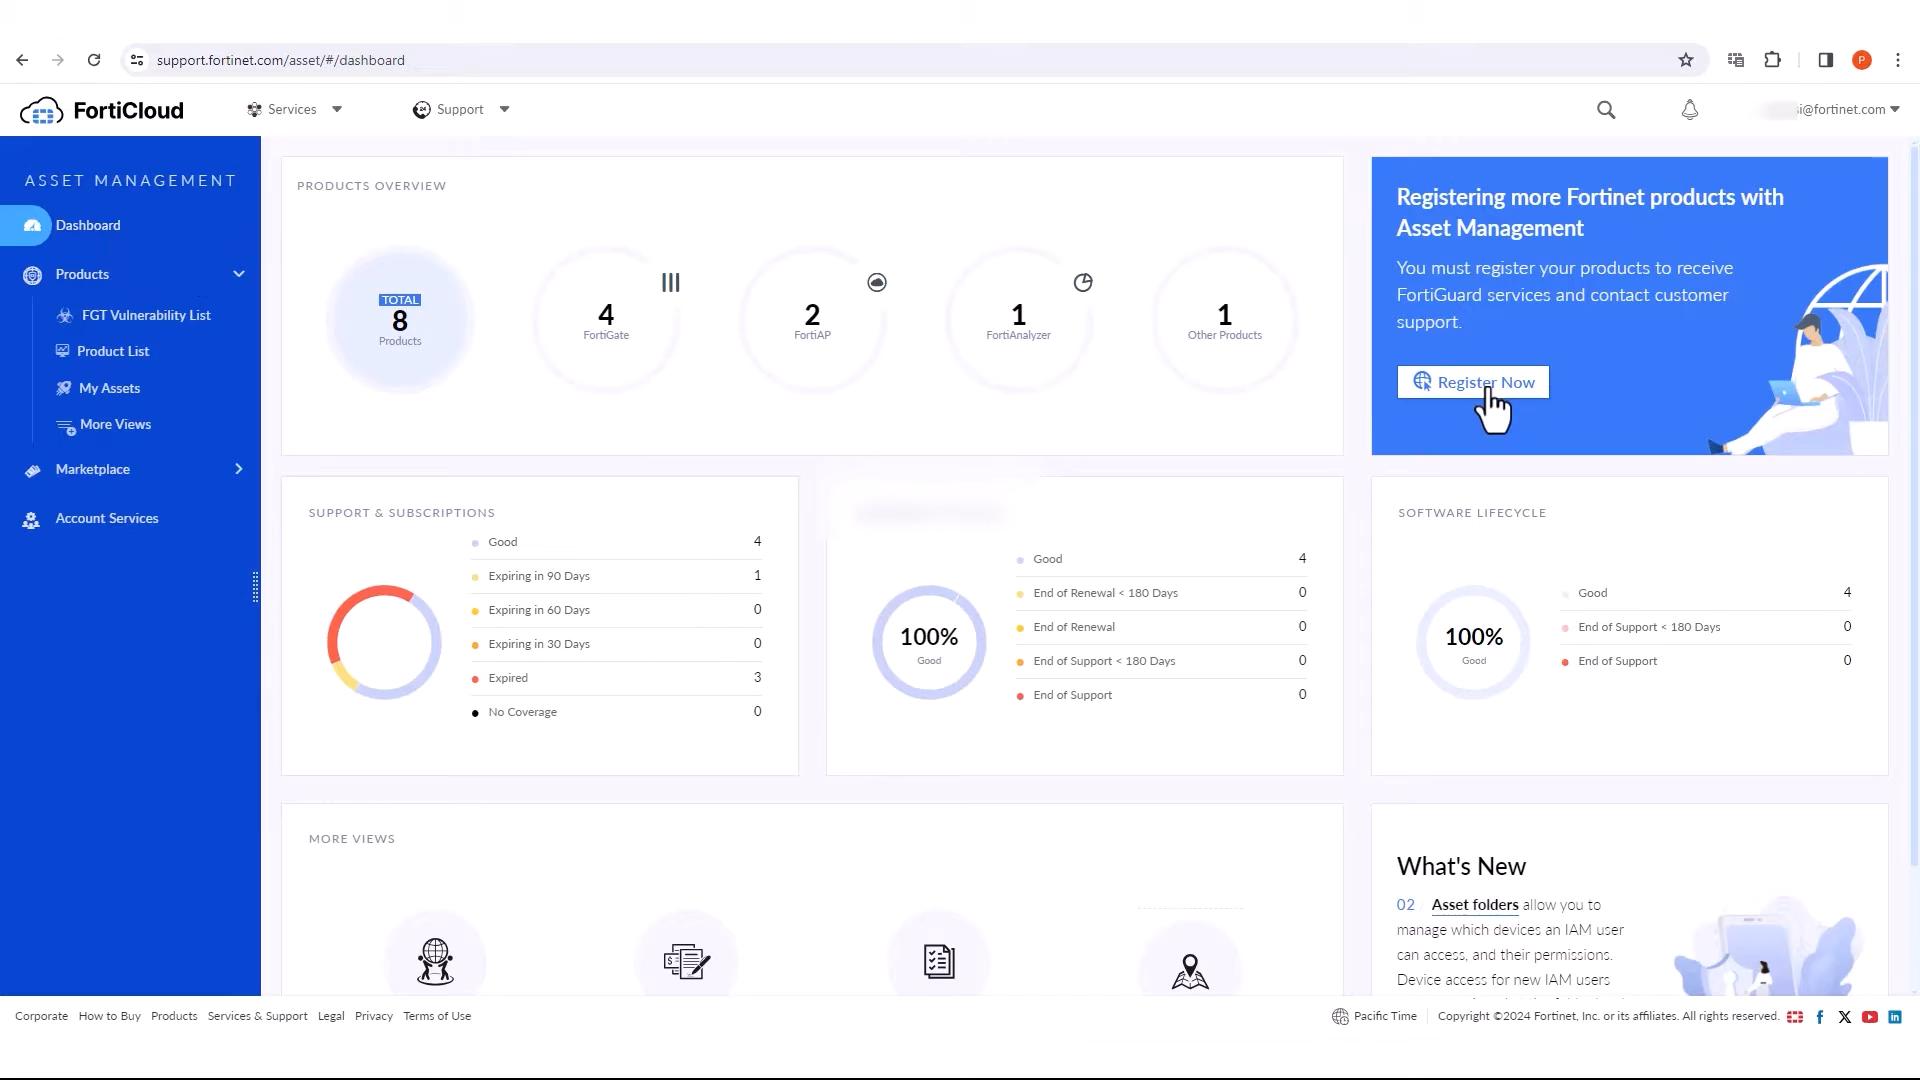 support.fortinet.com/asset/#/dashboard
P
FortiCloud
Services
24
Support
i@fortinet.com
ASSET MANAGEMENT
Dashboard
Products
FGT Vulnerability List
Product List
My Assets
More Views
Marketplace
Account Services
PRODUCTS OVERVIEW
TOTAL
8
Products
4
FortiGate
2
FortiAP
1
FortiAnalyzer
1
Other Products
Registering more Fortinet products with
Asset Management
You must register your products to receive
FortiGuard services and contact customer
support.
Register Now
SUPPORT & SUBSCRIPTIONS
Good 4
Expiring in 90 Days 1
Expiring in 60 Days 0
Expiring in 30 Days 0
Expired 3
No Coverage 0
100%
Good
Good 4
End of Renewal < 180 Days 0
End of Renewal 0
End of Support < 180 Days 0
End of Support 0
SOFTWARE LIFECYCLE
100%
Good
Good 4
End of Support < 180 Days 0
End of Support 0
MORE VIEWS
What's New
02 Asset folders allow you to
manage which devices an IAM user
can access, and their permissions.
Device access for new IAM users
Corporate How to Buy Products Services & Support Legal Privacy Terms of Use
Pacific Time Copyright ©2024 Fortinet, Inc. or its affiliates. All rights reserved.